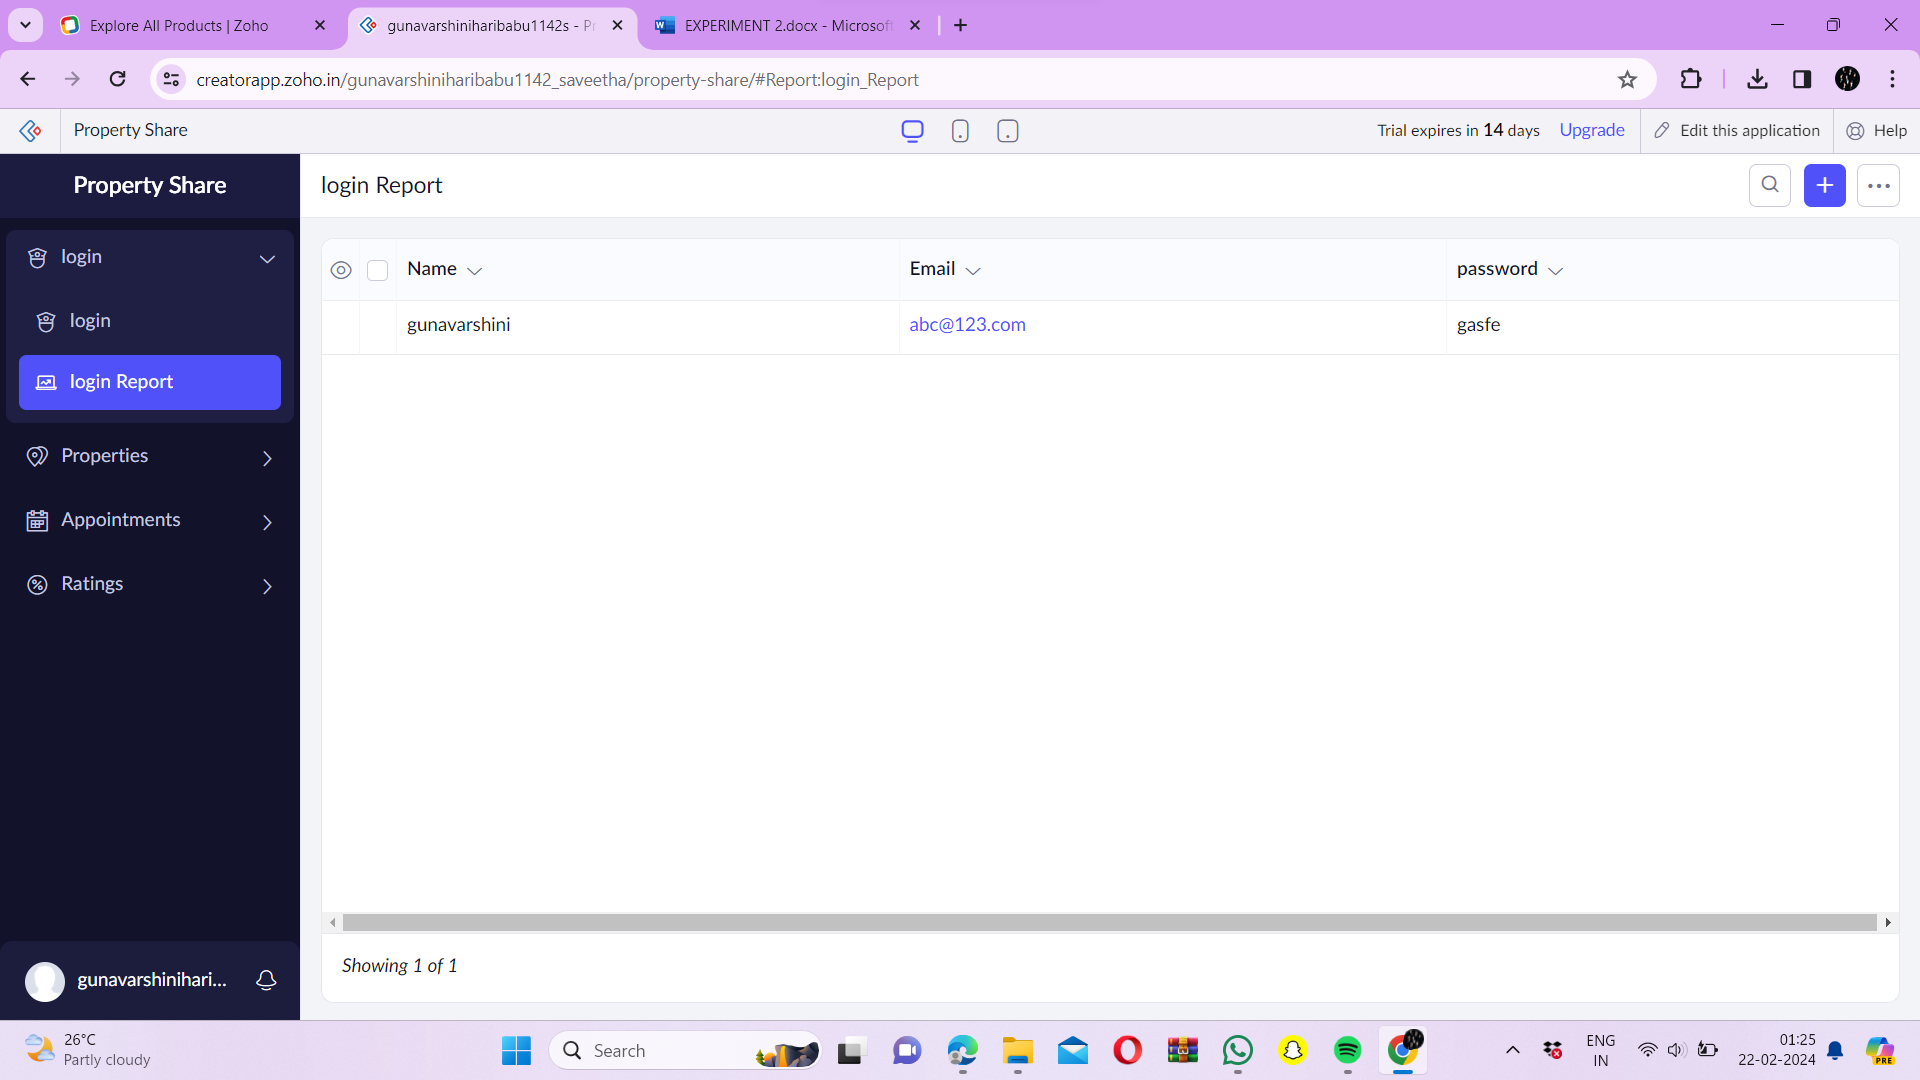 Explore All Products | Zoho
gunavarshiniharibabu1142s - Pr
EXPERIMENT 2.docx - Microsoft
creatorapp.zoho.in/gunavarshiniharibabu1142_saveetha/property-share/#Report:login_Report
Property Share
Trial expires in 14 days
Upgrade
Edit this application
Help
Property Share
login Report
login
login
login Report
Properties
Appointments
Ratings
Name
Email
password
gunavarshini
abc@123.com
gasfe
Showing 1 of 1
gunavarshinihari...
26°C
Partly cloudy
Search
PRE
ENG
IN
01:25
22-02-2024